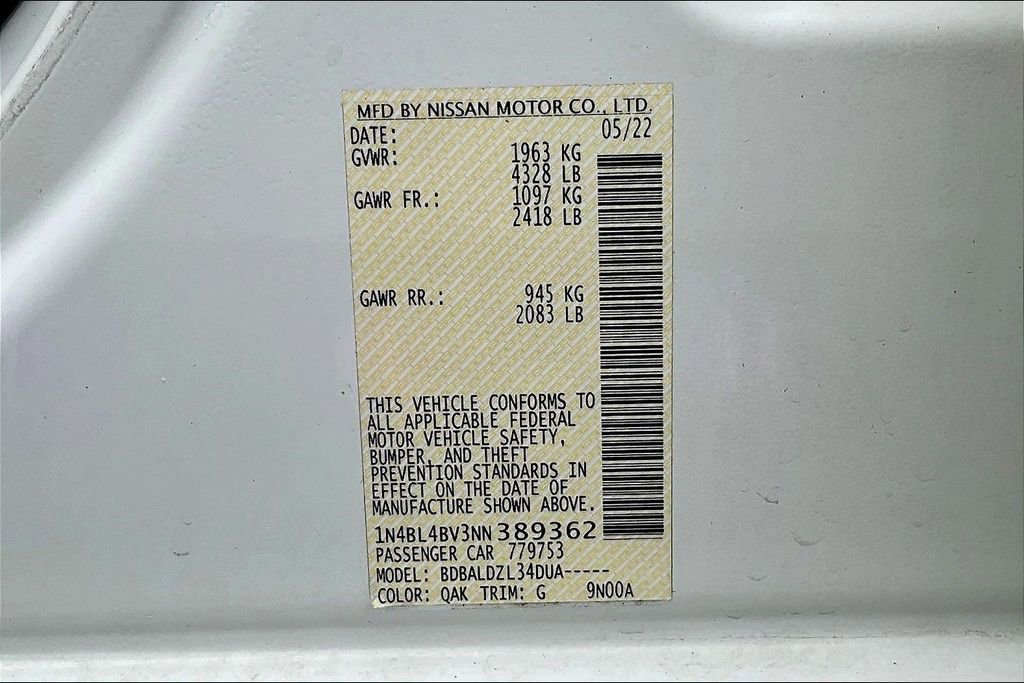 MFD BY NISSAN MOTOR CO., LTD.
DATE: 05/22
GVWR: 1963 KG
4328 LB
GAWR FR.: 1097 KG
2418 LB
GAWR RR.: 945 KG
2083 LB
THIS VEHICLE CONFORMS TO
ALL APPLICABLE FEDERAL
MOTOR VEHICLE SAFETY,
BUMPER, AND THEFT
PREVENTION STANDARDS IN
EFFECT ON THE DATE OF
MANUFACTURE SHOWN ABOVE.
1N4BL4BV3NN389362
PASSENGER CAR 779753
MODEL: BDBALDZL34DUA-----
COLOR: QAK TRIM: G 9N00A